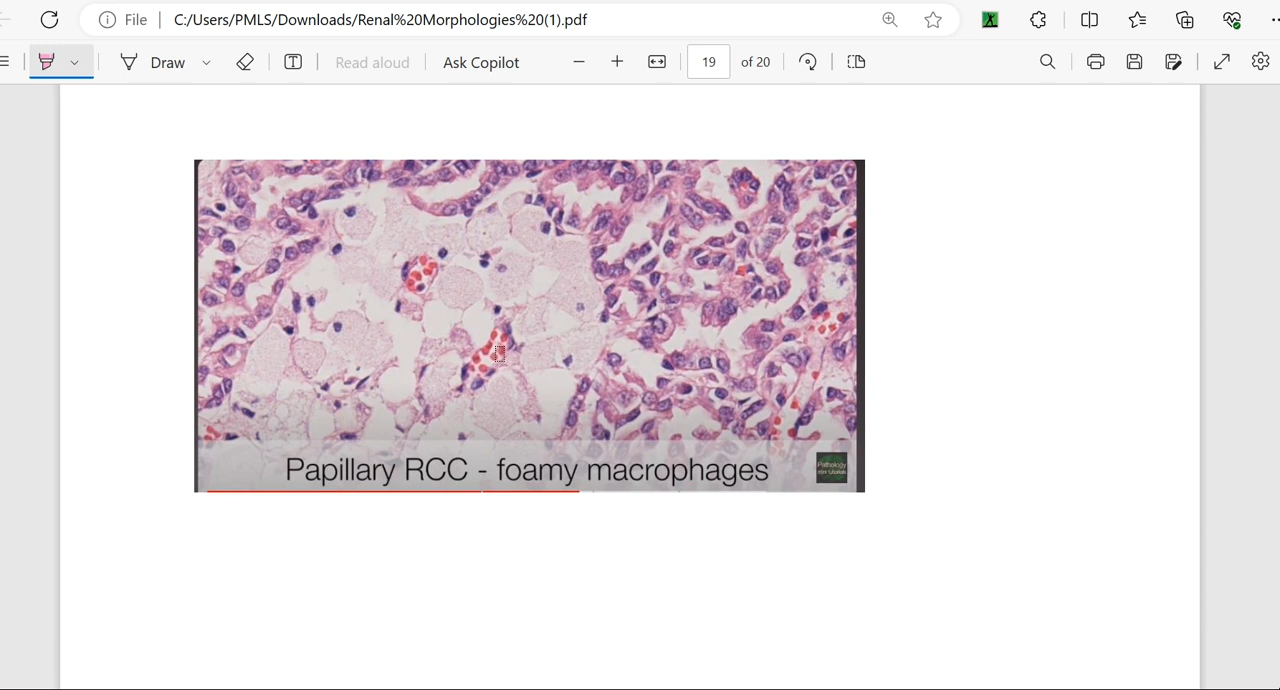 File
C:/Users/PMLS/Downloads/Renal%20Morphologies%20(1).pdf
Draw
Read aloud
Ask Copilot
19
of 20
Papillary RCC - foamy macrophages
Pathology